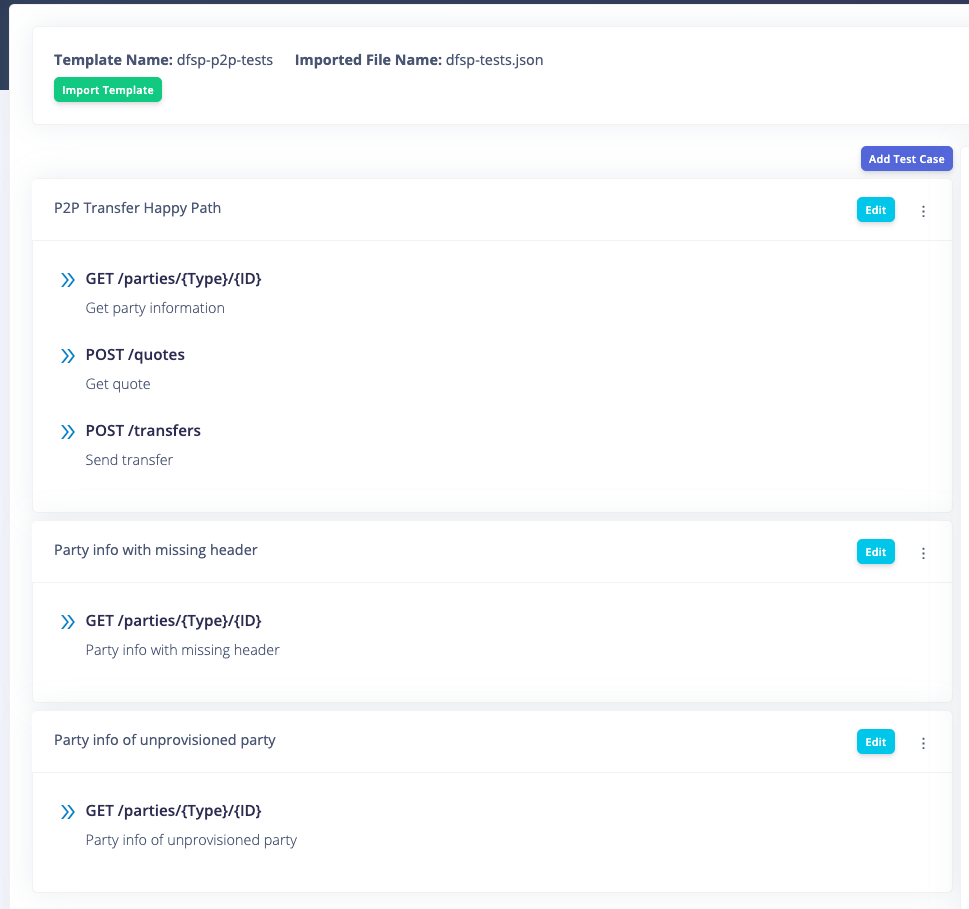 Template Name: dfsp-p2p-tests Imported File Name: dfsp-tests.json
Import Template
Add Test Case
P2P Transfer Happy Path Edit
GET /parties/{Type}/{ID}
Get party information
POST /quotes
Get quote
POST /transfers
Send transfer
Party info with missing header Edit
GET /parties/{Type}/{ID}
Party info with missing header
Party info of unprovisioned party Edit
GET /parties/{Type}/{ID}
Party info of unprovisioned party